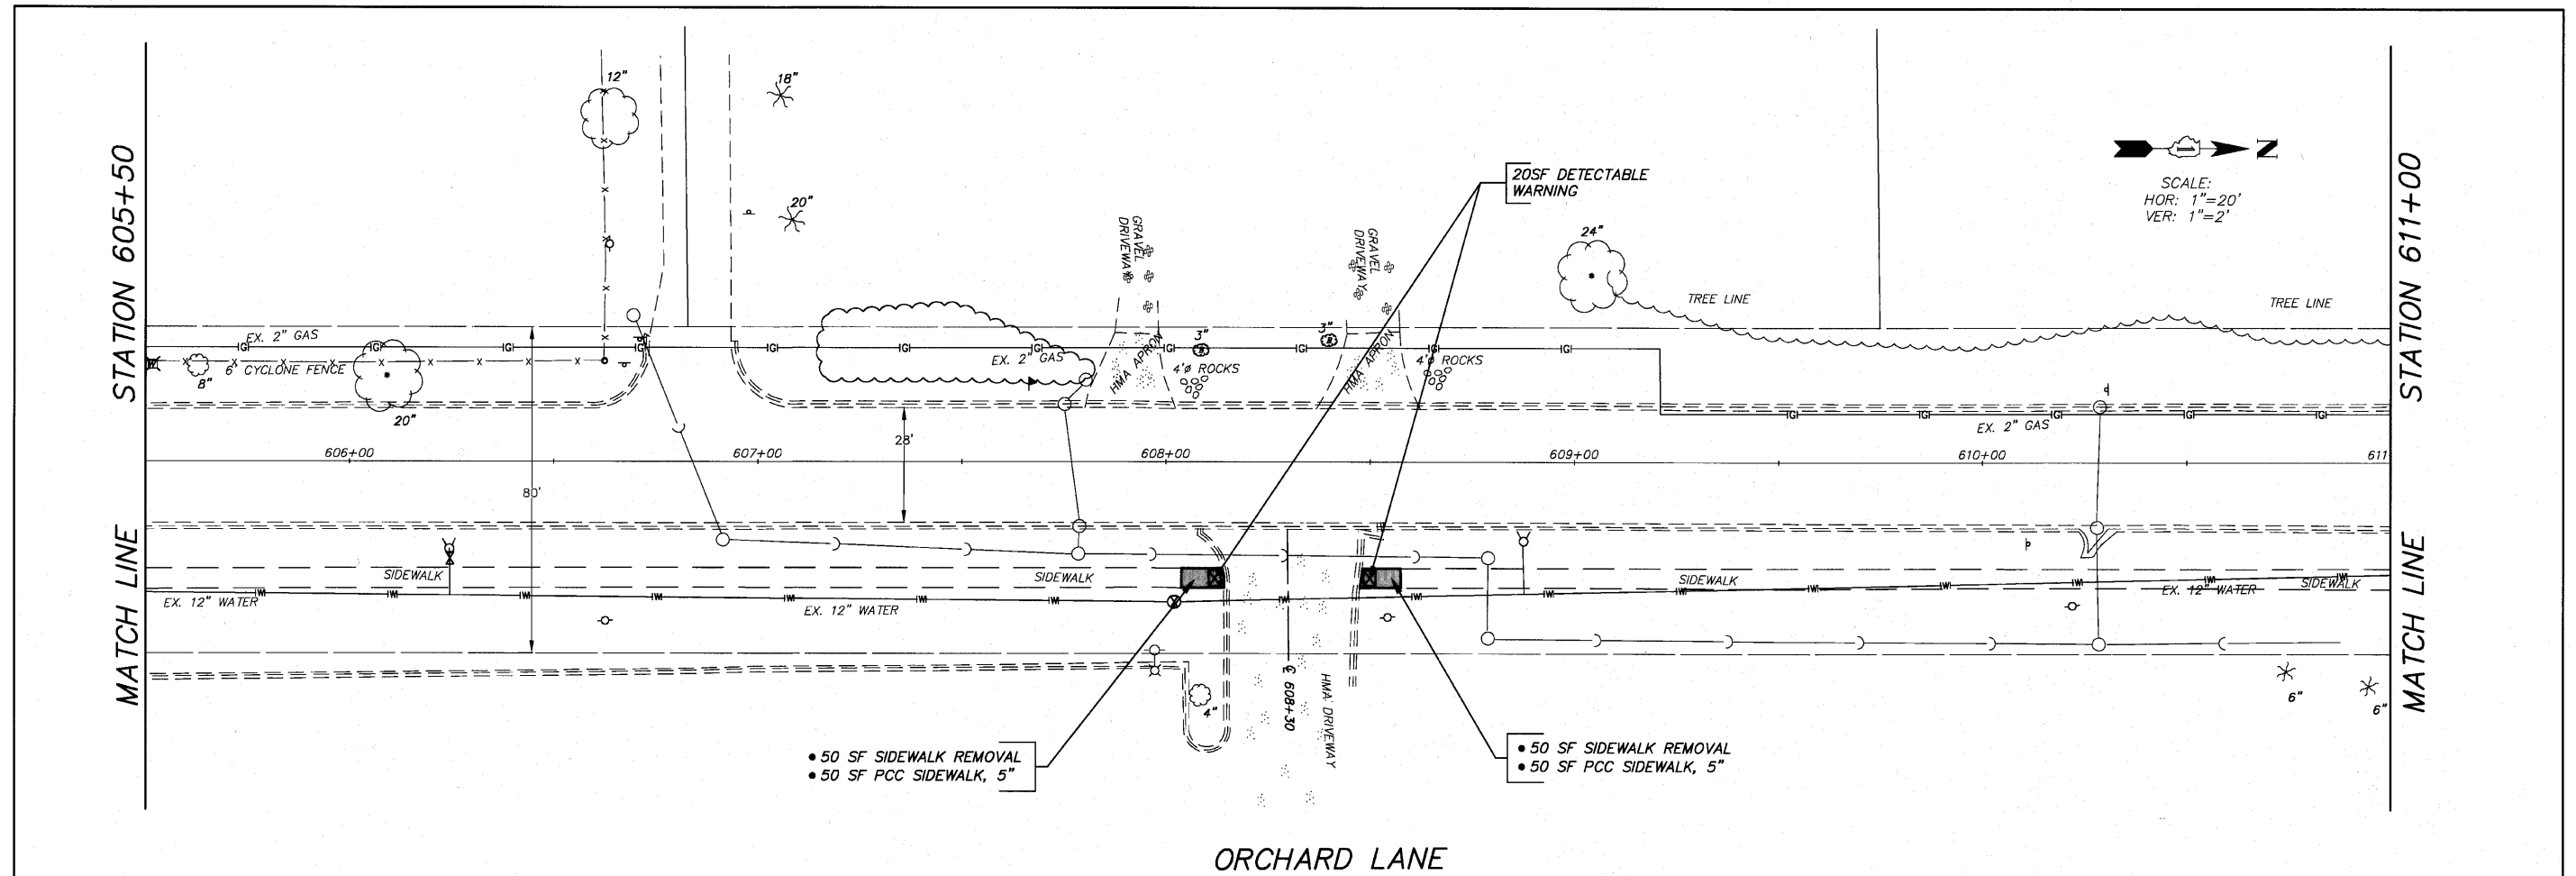 STATION 605+50
MATCH LINE
12"
18"
20"
GRAVEL
DRIVEWAY
GRAVEL
DRIVEWAY
20SF DETECTABLE
WARNING
24"
N
SCALE:
HOR: 1"=20'
VER: 1"=2'
STATION 611+00
MATCH LINE
TREE LINE
TREE LINE
EX. 2" GAS
G G G G G G G G G G G
8"
6' CYCLONE FENCE
20"
EX. 2" GAS
HMA APRON
3"
4'ø ROCKS
3"
HMA APRON
4'ø ROCKS
G G G G G
EX. 2" GAS
28'
606+00
607+00
608+00
609+00
610+00
611
80'
SIDEWALK
SIDEWALK
SIDEWALK
SIDEWALK
EX. 12" WATER
EX. 12" WATER
EX. 12" WATER
W W W W W W W W W W W W W W W W
4"
℄ 608+30
HMA DRIVEWAY
6"
6"
• 50 SF SIDEWALK REMOVAL
• 50 SF PCC SIDEWALK, 5"
• 50 SF SIDEWALK REMOVAL
• 50 SF PCC SIDEWALK, 5"
ORCHARD LANE